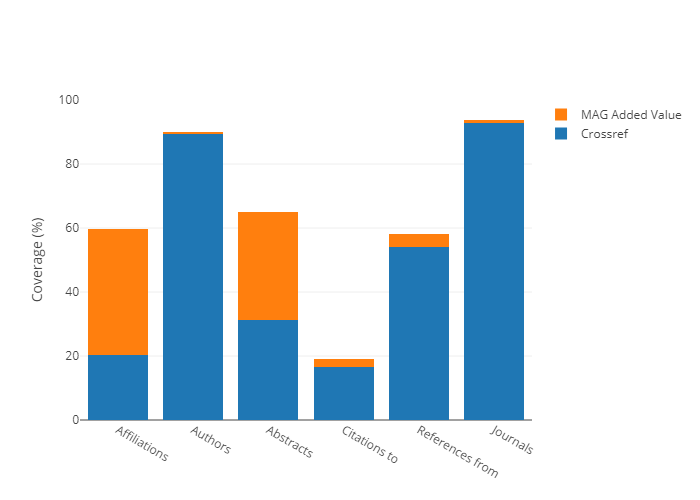 100
80
60
40
20
0
Coverage (%)
Affiliations
Authors
Abstracts
Citations to
References from
Journals
MAG Added Value
Crossref